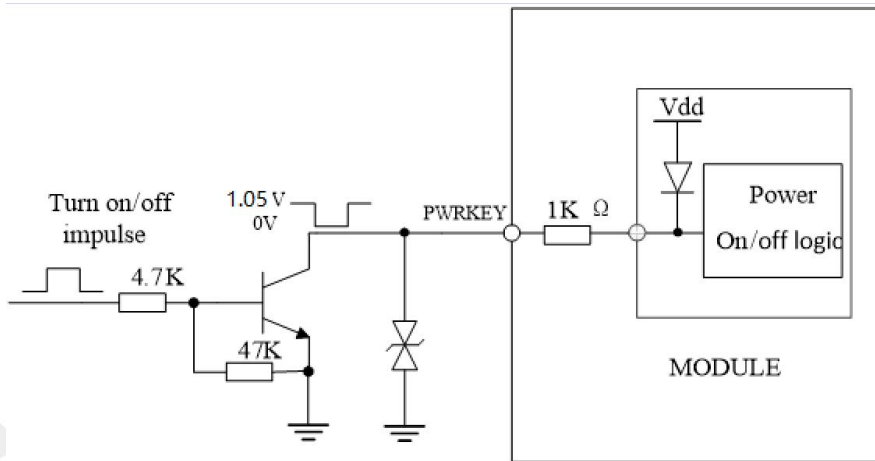 Vdd
Power
On/off logic
Turn on/off
impulse
1.05 V
0V
PWRKEY
1K Ω
4.7K
47K
MODULE